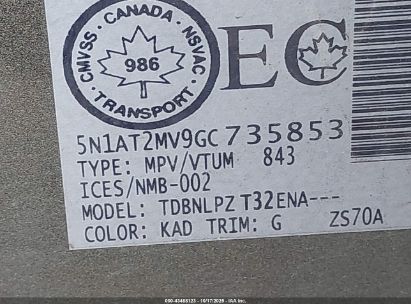 CMVSS · CANADA · NSVAC
986
TRANSPORT
EC
5N1AT2MV9GC735853
TYPE: MPV/VTUM 843
ICES/NMB-002
MODEL: TDBNLPZ T32ENA---
COLOR: KAD TRIM: G ZS70A